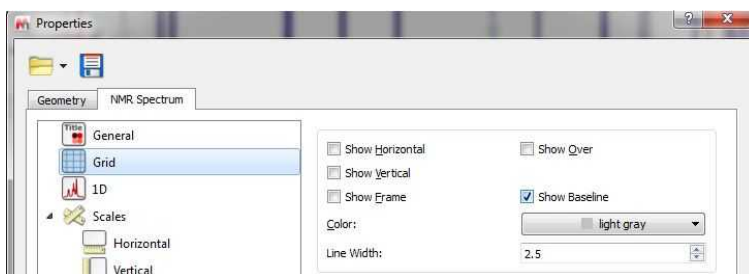 Properties
Geometry NMR Spectrum
Title
General
Grid
1D
Scales
Horizontal
Vertical
Show Horizontal Show Over
Show Vertical
Show Frame Show Baseline
Color: light gray
Line Width: 2.5